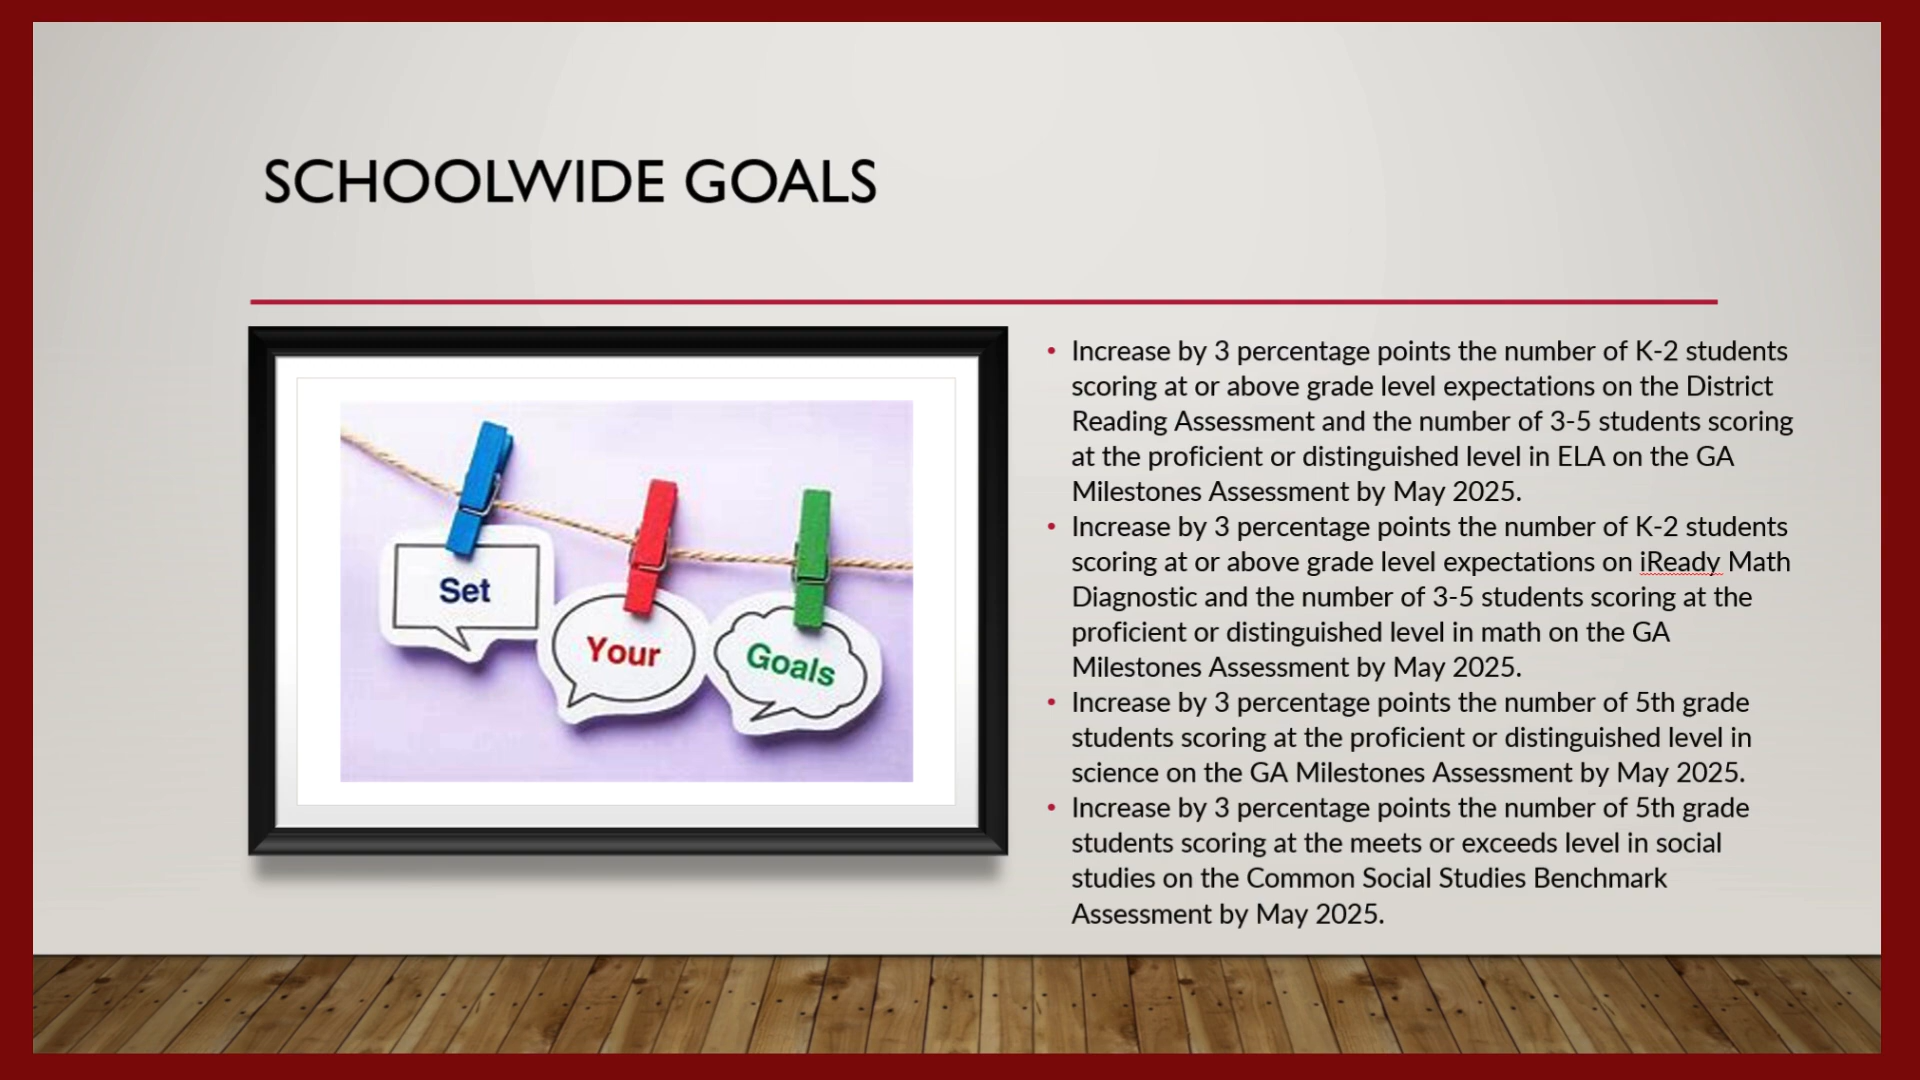 SCHOOLWIDE GOALS
Set
Your
Goals
• Increase by 3 percentage points the number of K-2 students
scoring at or above grade level expectations on the District
Reading Assessment and the number of 3-5 students scoring
at the proficient or distinguished level in ELA on the GA
Milestones Assessment by May 2025.
• Increase by 3 percentage points the number of K-2 students
scoring at or above grade level expectations on iReady Math
Diagnostic and the number of 3-5 students scoring at the
proficient or distinguished level in math on the GA
Milestones Assessment by May 2025.
• Increase by 3 percentage points the number of 5th grade
students scoring at the proficient or distinguished level in
science on the GA Milestones Assessment by May 2025.
• Increase by 3 percentage points the number of 5th grade
students scoring at the meets or exceeds level in social
studies on the Common Social Studies Benchmark
Assessment by May 2025.